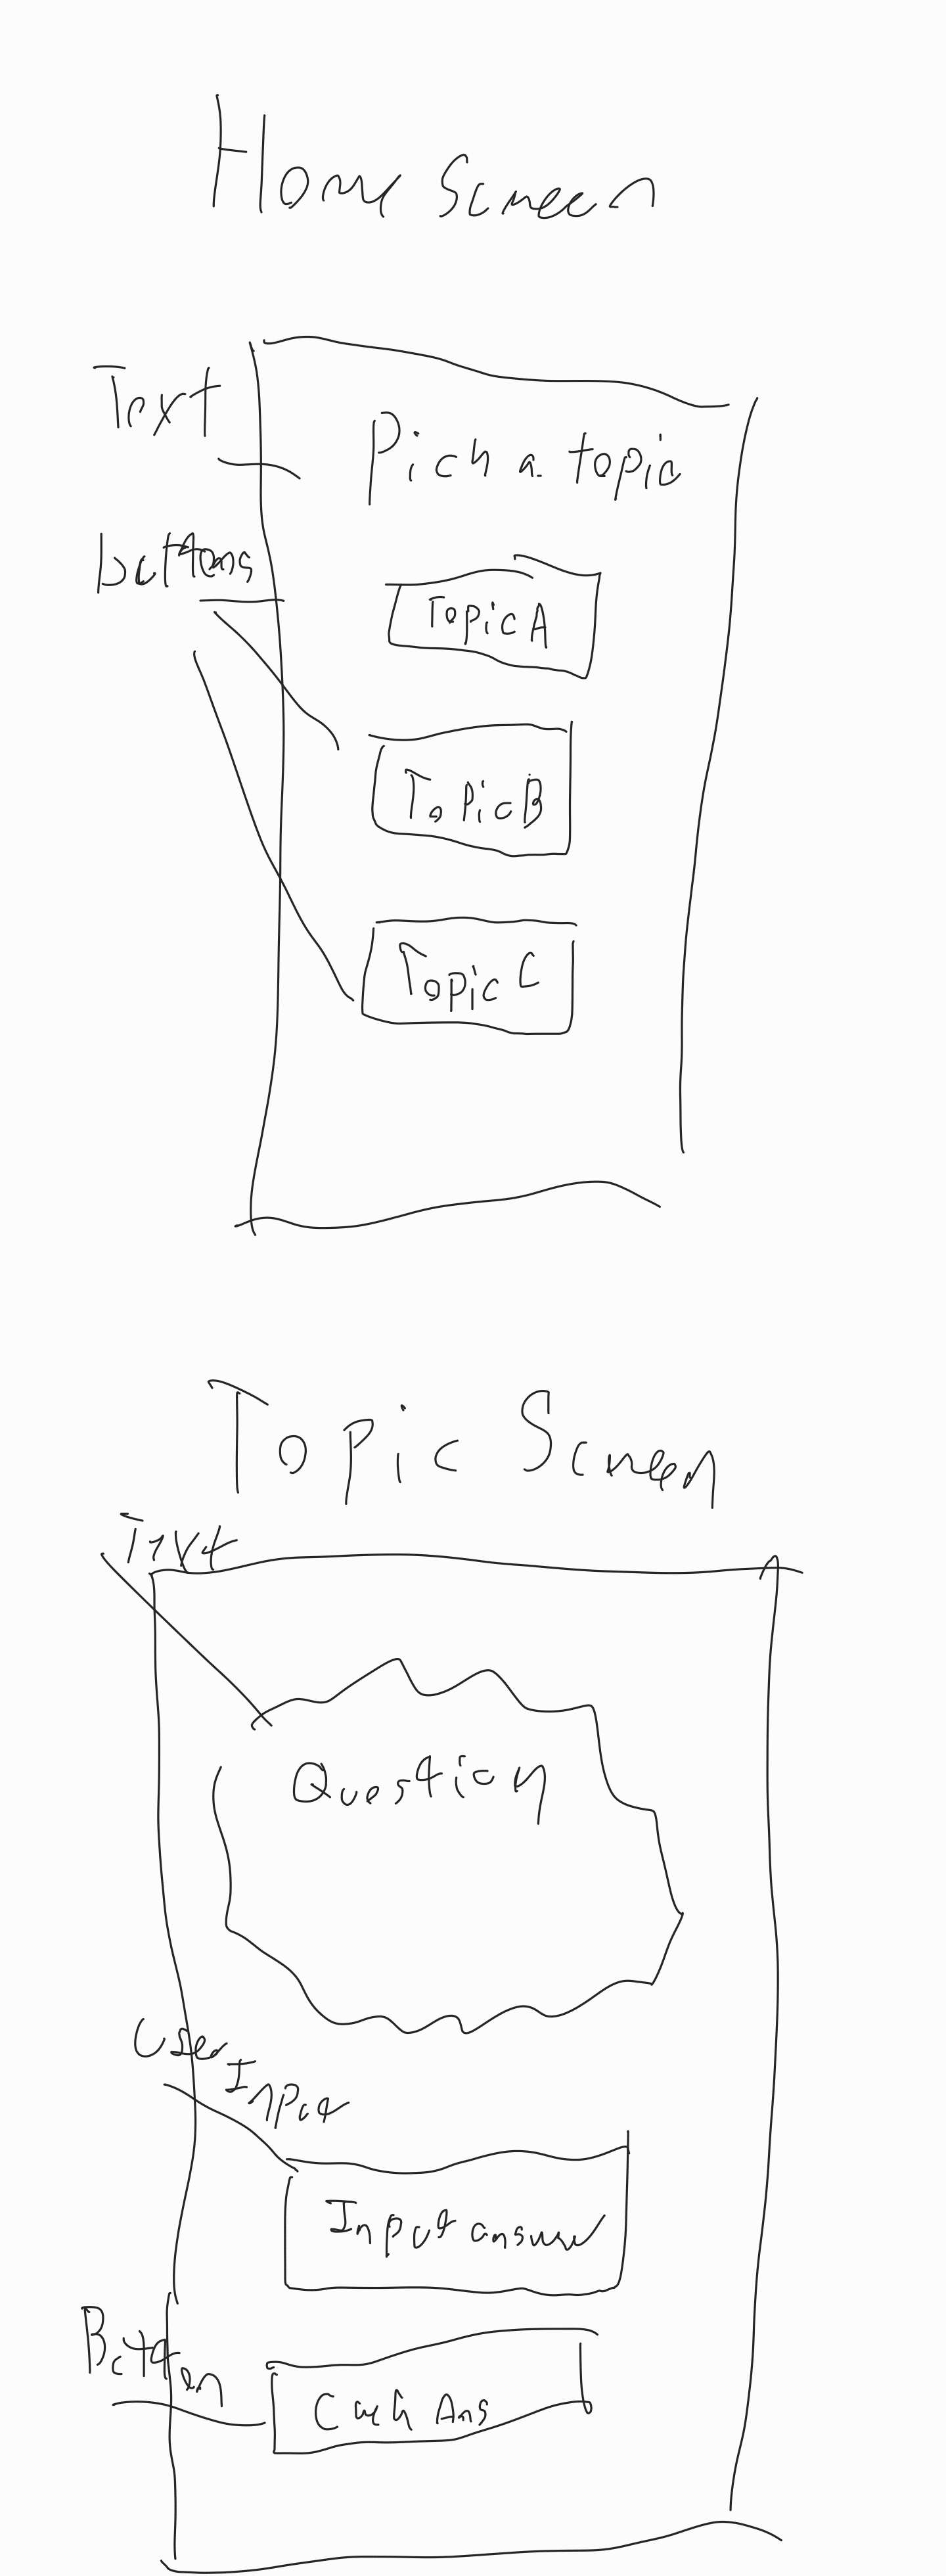 Home Screen
Text
Pick a topic
buttons
Topic A
Topic B
Topic C
Topic Screen
Text
Question
User Input
Input answer
Button
Check Ans